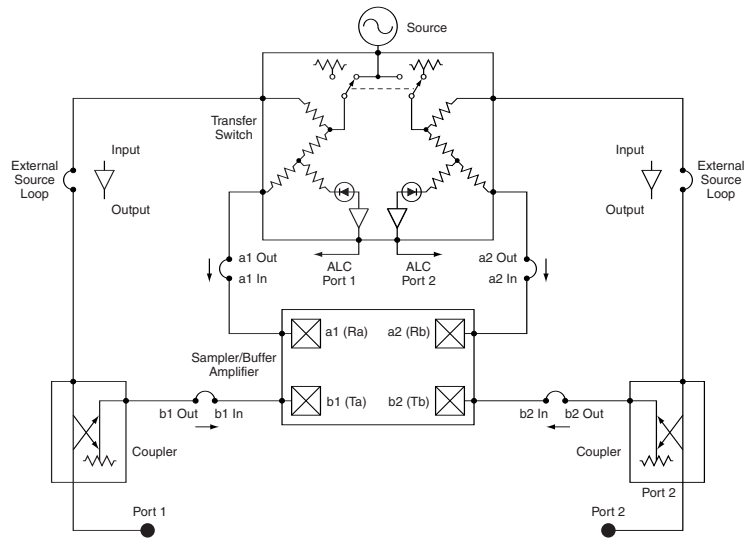 Source
Transfer
Switch
Input
Output
External
Source
Loop
Input
Output
External
Source
Loop
a1 Out
a1 In
ALC
Port 1
ALC
Port 2
a2 Out
a2 In
a1 (Ra)
a2 (Rb)
Sampler/Buffer
Amplifier
b1 (Ta)
b2 (Tb)
b1 Out
b1 In
b2 In
b2 Out
Coupler
Coupler
Port 2
Port 1
Port 2